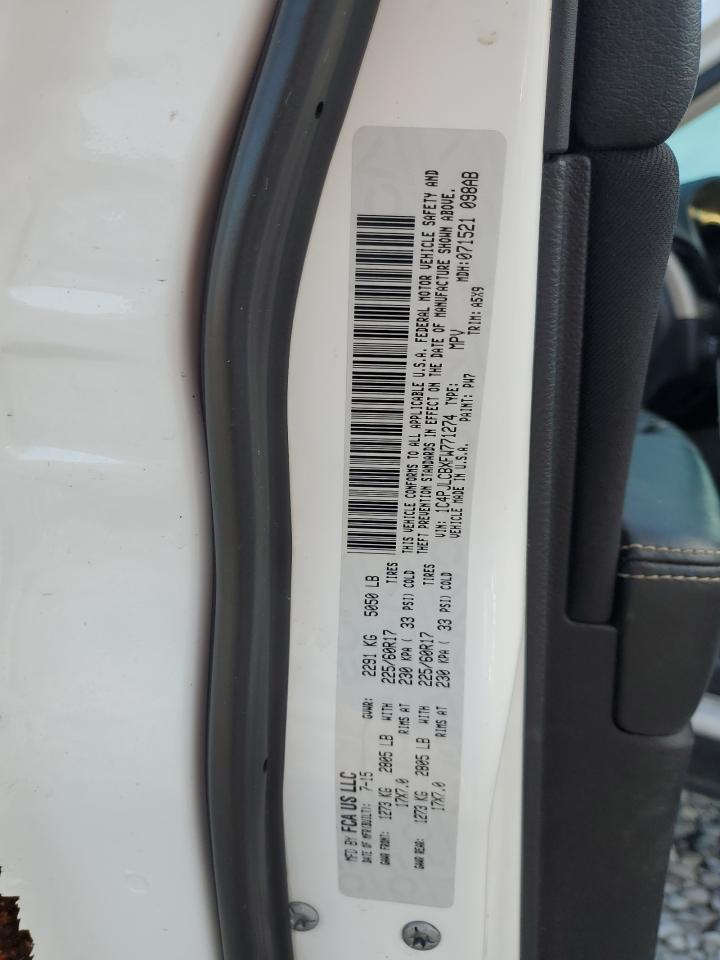 MFD BY FCA US LLC
DATE OF MFR(BUILT): 7-15 GVWR: 2291 KG 5050 LB
GAWR FRONT: 1273 KG 2805 LB WITH 225/60R17 TIRES
17X7.0 RIMS AT 230 KPA ( 33 PSI) COLD
GAWR REAR: 1273 KG 2805 LB WITH 225/60R17 TIRES
17X7.0 RIMS AT 230 KPA ( 33 PSI) COLD
THIS VEHICLE CONFORMS TO ALL APPLICABLE U.S.A. FEDERAL MOTOR VEHICLE SAFETY AND
THEFT PREVENTION STANDARDS IN EFFECT ON THE DATE OF MANUFACTURE SHOWN ABOVE.
VIN: 1C4PJLCBXFW771274 TYPE: MPV MDH:071521 098AB
VEHICLE MADE IN U.S.A. PAINT: PW7 TRIM: A5X9